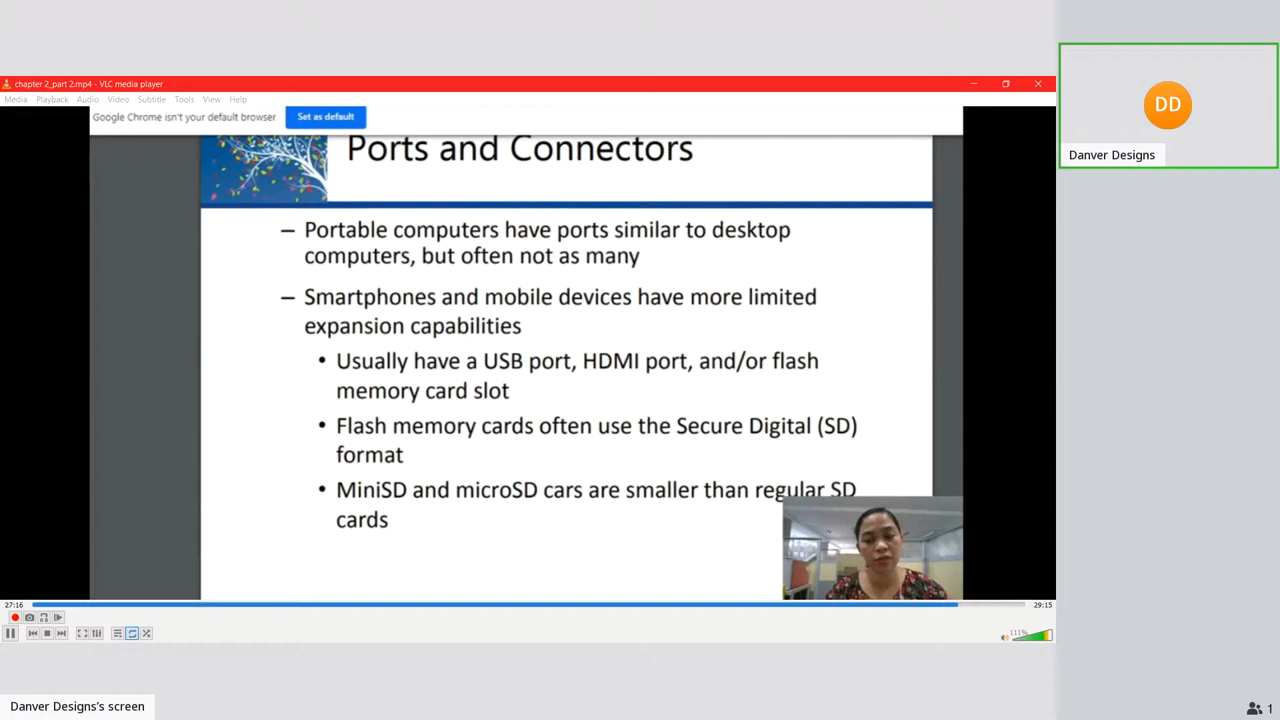 chapter 2_part 2.mp4 - VLC media player
Media Playback Audio Video Subtitle Tools View Help
Google Chrome isn't your default browser Set as default
Ports and Connectors
– Portable computers have ports similar to desktop
computers, but often not as many
– Smartphones and mobile devices have more limited
expansion capabilities
• Usually have a USB port, HDMI port, and/or flash
memory card slot
• Flash memory cards often use the Secure Digital (SD)
format
• MiniSD and microSD cars are smaller than regular SD
cards
27:16 29:15
111%
DD
Danver Designs
Danver Designs's screen
1